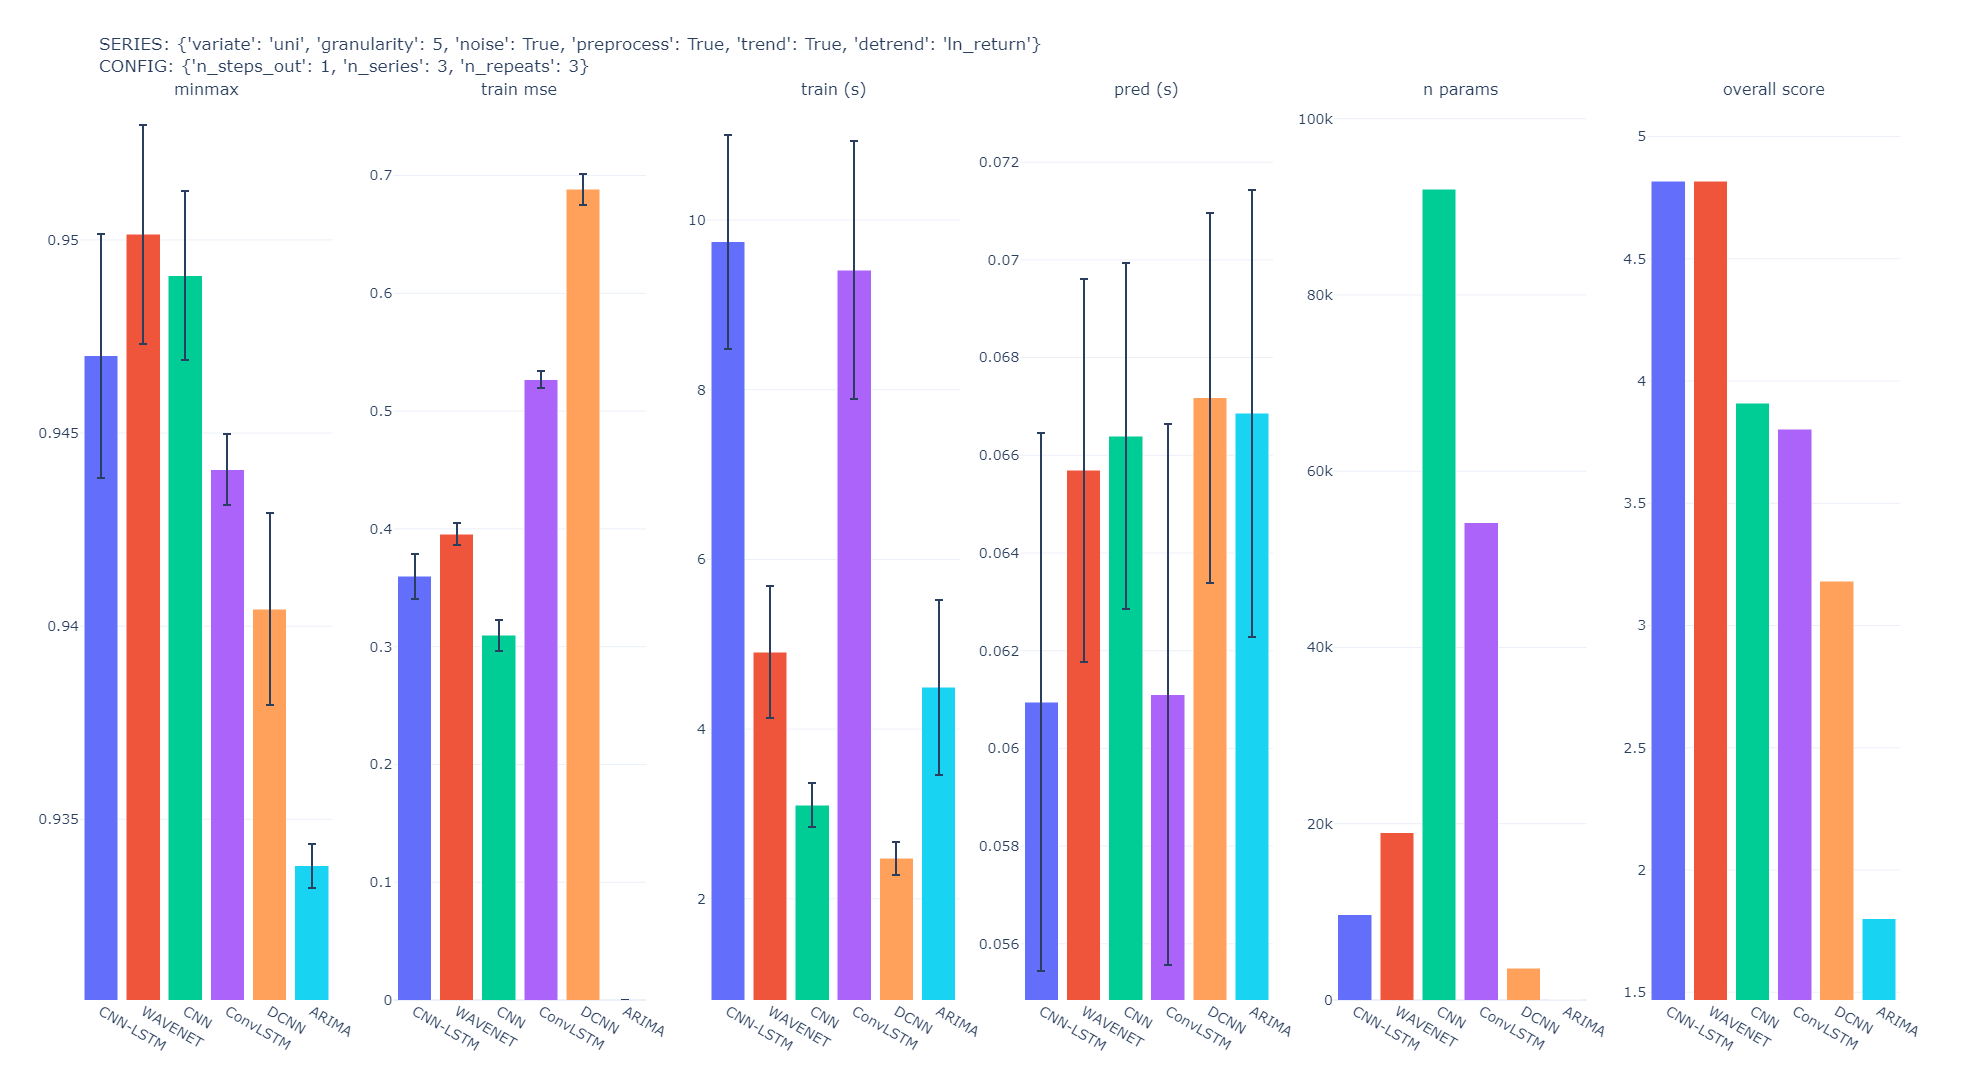 SERIES: {'variate': 'uni', 'granularity': 5, 'noise': True, 'preprocess': True, 'trend': True, 'detrend': 'ln_return'}
CONFIG: {'n_steps_out': 1, 'n_series': 3, 'n_repeats': 3}
minmax
0.95
0.945
0.94
0.935
CNN-LSTM
WAVENET
CNN
ConvLSTM
DCNN
ARIMA
train mse
0.7
0.6
0.5
0.4
0.3
0.2
0.1
0
CNN-LSTM
WAVENET
CNN
ConvLSTM
DCNN
ARIMA
train (s)
10
8
6
4
2
CNN-LSTM
WAVENET
CNN
ConvLSTM
DCNN
ARIMA
pred (s)
0.072
0.07
0.068
0.066
0.064
0.062
0.06
0.058
0.056
CNN-LSTM
WAVENET
CNN
ConvLSTM
DCNN
ARIMA
n params
100k
80k
60k
40k
20k
0
CNN-LSTM
WAVENET
CNN
ConvLSTM
DCNN
ARIMA
overall score
5
4.5
4
3.5
3
2.5
2
1.5
CNN-LSTM
WAVENET
CNN
ConvLSTM
DCNN
ARIMA